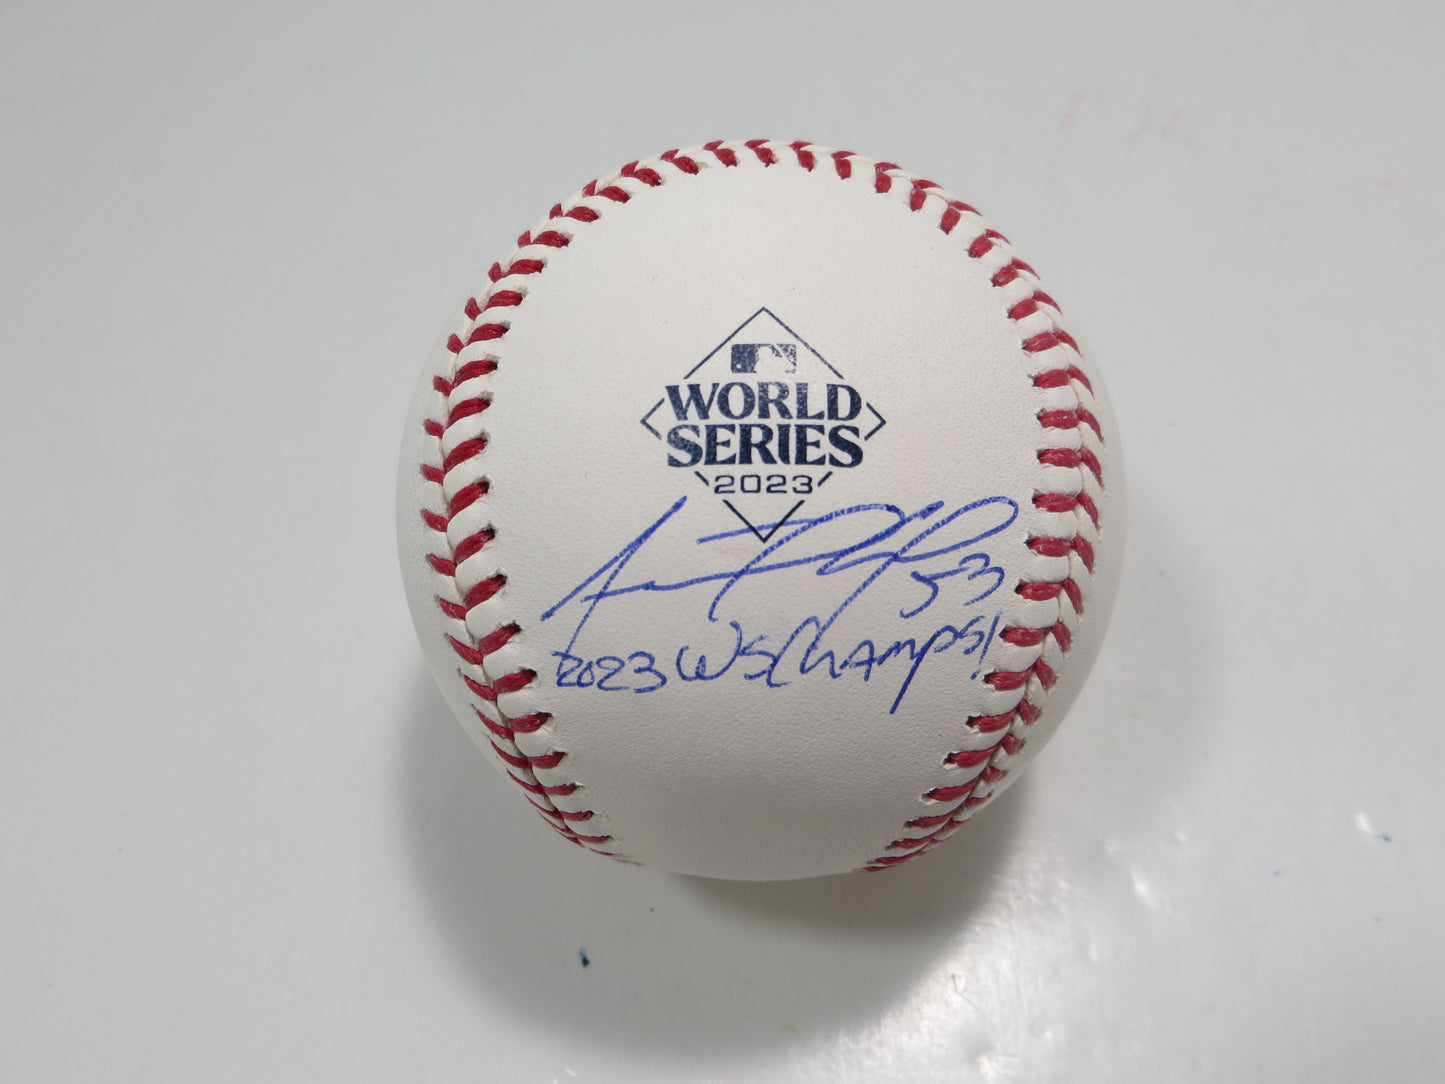 WORLD
SERIES
2023
53
2023 WS CHAMPS!